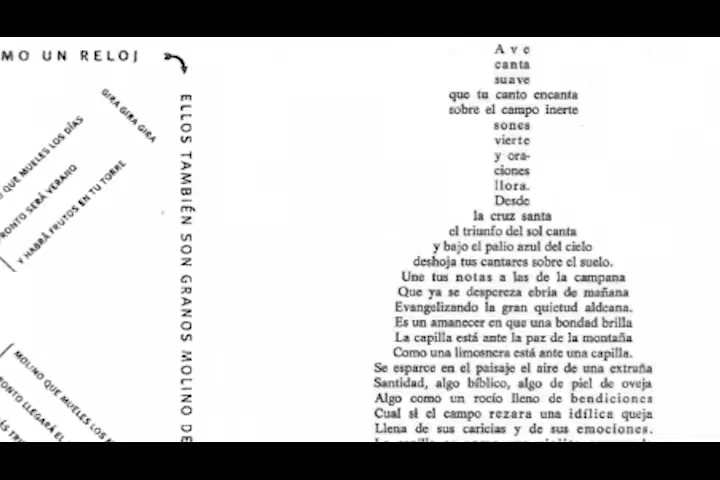 MO UN RELOJ
GIRA GIRA GIRA
QUE MUELES LOS DÍAS
PRONTO SERÁ VERANO
Y HABRÁ FRUTOS EN TU TORRE
ELLOS TAMBIÉN SON GRANOS MOLINO DE
MOLINO QUE MUELES LOS
PRONTO LLEGARÁ EL
Ave
canta
suave
que tu canto encanta
sobre el campo inerte
sones
vierte
y ora-
ciones
llora.
Desde
la cruz santa
el triunfo del sol canta
y bajo el palio azul del cielo
deshoja tus cantares sobre el suelo.
Une tus notas a las de la campana
Que ya se despereza ebria de mañana
Evangelizando la gran quietud aldeana.
Es un amanecer en que una bondad brilla
La capilla está ante la paz de la montaña
Como una limosnera está ante una capilla.
Se esparce en el paisaje el aire de una extraña
Santidad, algo bíblico, algo de piel de oveja
Algo como un rocío lleno de bendiciones
Cual si el campo rezara una idílica queja
Llena de sus caricias y de sus emociones.